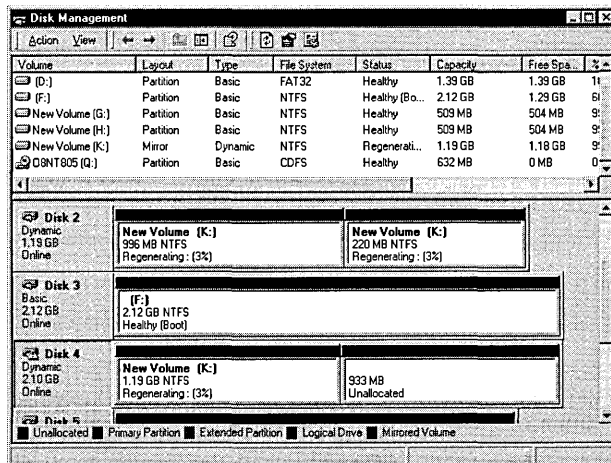 Disk Management
Action View
Volume Layout Type File System Status Capacity Free Spa... %
(D:) Partition Basic FAT32 Healthy 1.39 GB 1.39 GB
(F:) Partition Basic NTFS Healthy (Bo... 2.12 GB 1.29 GB
New Volume (G:) Partition Basic NTFS Healthy 509 MB 504 MB
New Volume (H:) Partition Basic NTFS Healthy 509 MB 504 MB
New Volume (K:) Mirror Dynamic NTFS Regenerati... 1.19 GB 1.18 GB
O8NT805 (Q:) Partition Basic CDFS Healthy 632 MB 0 MB
Disk 2
Dynamic
1.19 GB
Online
New Volume (K:)
996 MB NTFS
Regenerating : (3%)
New Volume (K:)
220 MB NTFS
Regenerating : (3%)
Disk 3
Basic
2.12 GB
Online
(F:)
2.12 GB NTFS
Healthy (Boot)
Disk 4
Dynamic
2.10 GB
Online
New Volume (K:)
1.19 GB NTFS
Regenerating : (3%)
933 MB
Unallocated
Disk 5
Unallocated Primary Partition Extended Partition Logical Drive Mirrored Volume